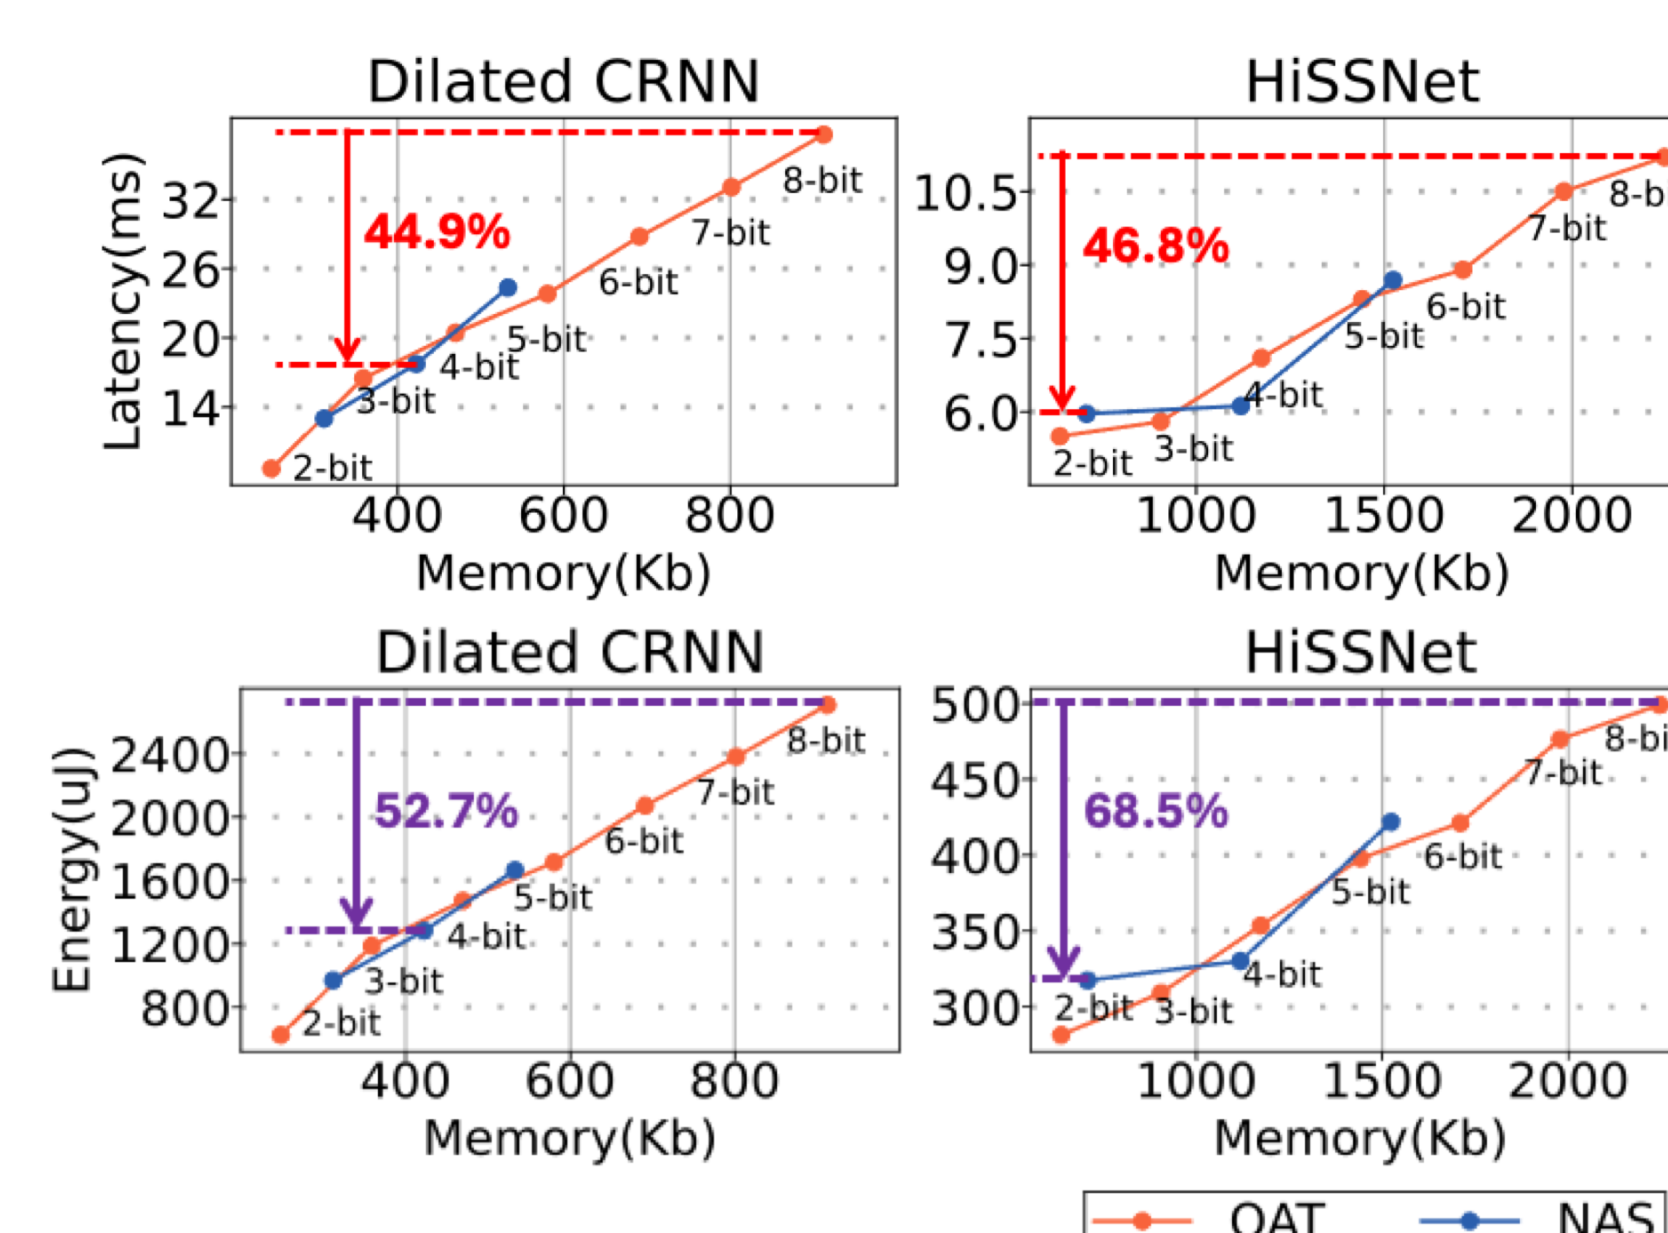 Dilated CRNN
Latency(ms)
32
26
20
14
44.9%
8-bit
7-bit
6-bit
5-bit
4-bit
3-bit
2-bit
400 600 800
Memory(Kb)
HiSSNet
10.5
9.0
7.5
6.0
46.8%
8-b
7-bit
6-bit
5-bit
4-bit
3-bit
2-bit
1000 1500 2000
Memory(Kb)
Dilated CRNN
Energy(uJ)
2400
2000
1600
1200
800
52.7%
8-bit
7-bit
6-bit
5-bit
4-bit
3-bit
2-bit
400 600 800
Memory(Kb)
HiSSNet
500
450
400
350
300
68.5%
8-bi
7-bit
6-bit
5-bit
4-bit
3-bit
2-bit
1000 1500 2000
Memory(Kb)
QAT NAS